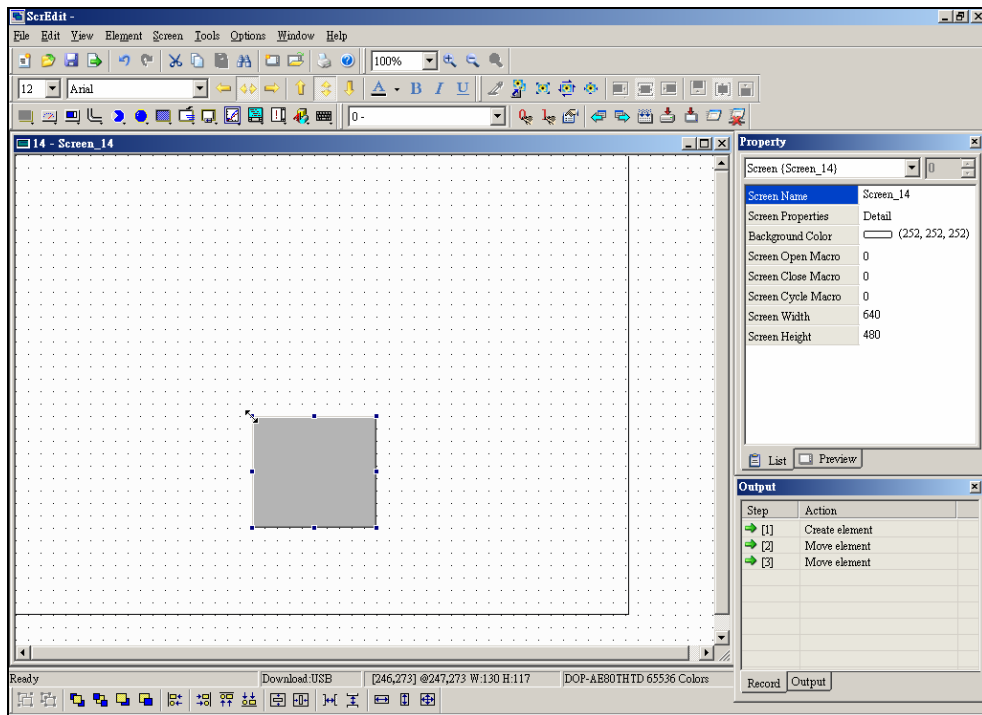 ScrEdit -
File Edit View Element Screen Tools Options Window Help
100%
12 Arial A B I U
0 -
14 - Screen_14
Property
Screen {Screen_14} 0
Screen Name Screen_14
Screen Properties Detail
Background Color (252, 252, 252)
Screen Open Macro 0
Screen Close Macro 0
Screen Cycle Macro 0
Screen Width 640
Screen Height 480
List Preview
Output
Step Action
[1] Create element
[2] Move element
[3] Move element
Record Output
Ready Download:USB [246,273] @247,273 W:130 H:117 DOP-AE80THTD 65536 Colors